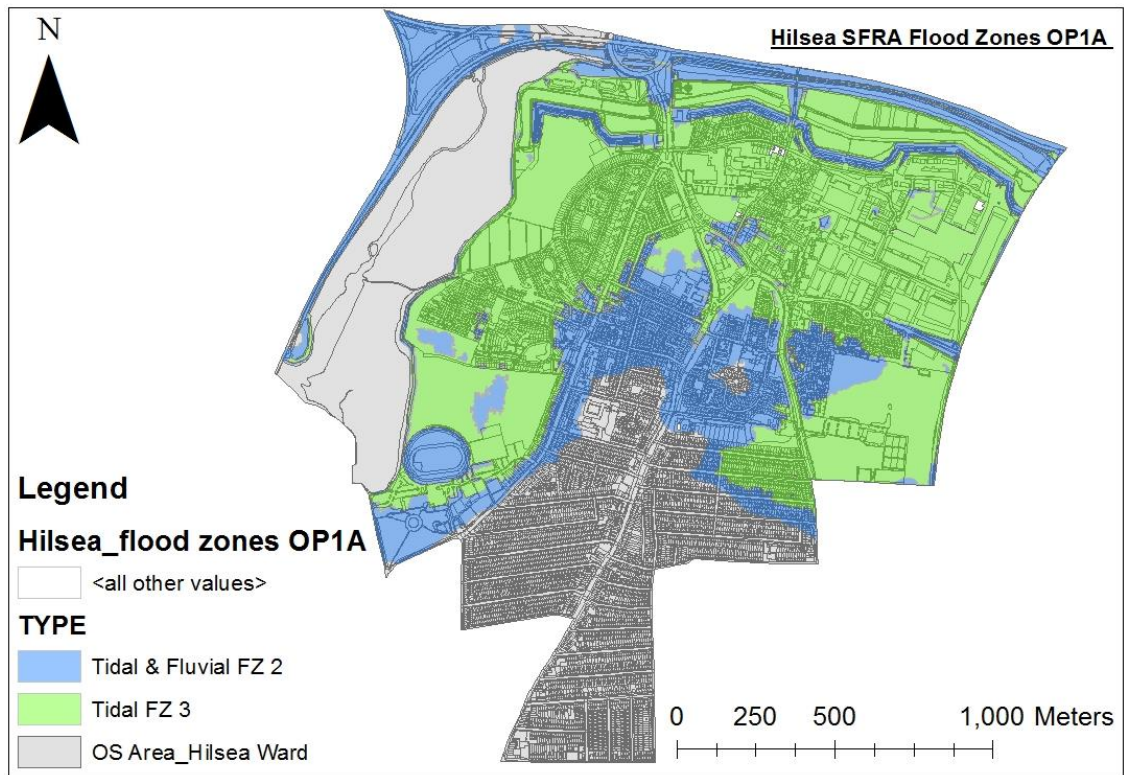 N
Hilsea SFRA Flood Zones OP1A
Legend
Hilsea_flood zones OP1A
<all other values>
TYPE
Tidal & Fluvial FZ 2
Tidal FZ 3
OS Area_Hilsea Ward
0 250 500 1,000 Meters